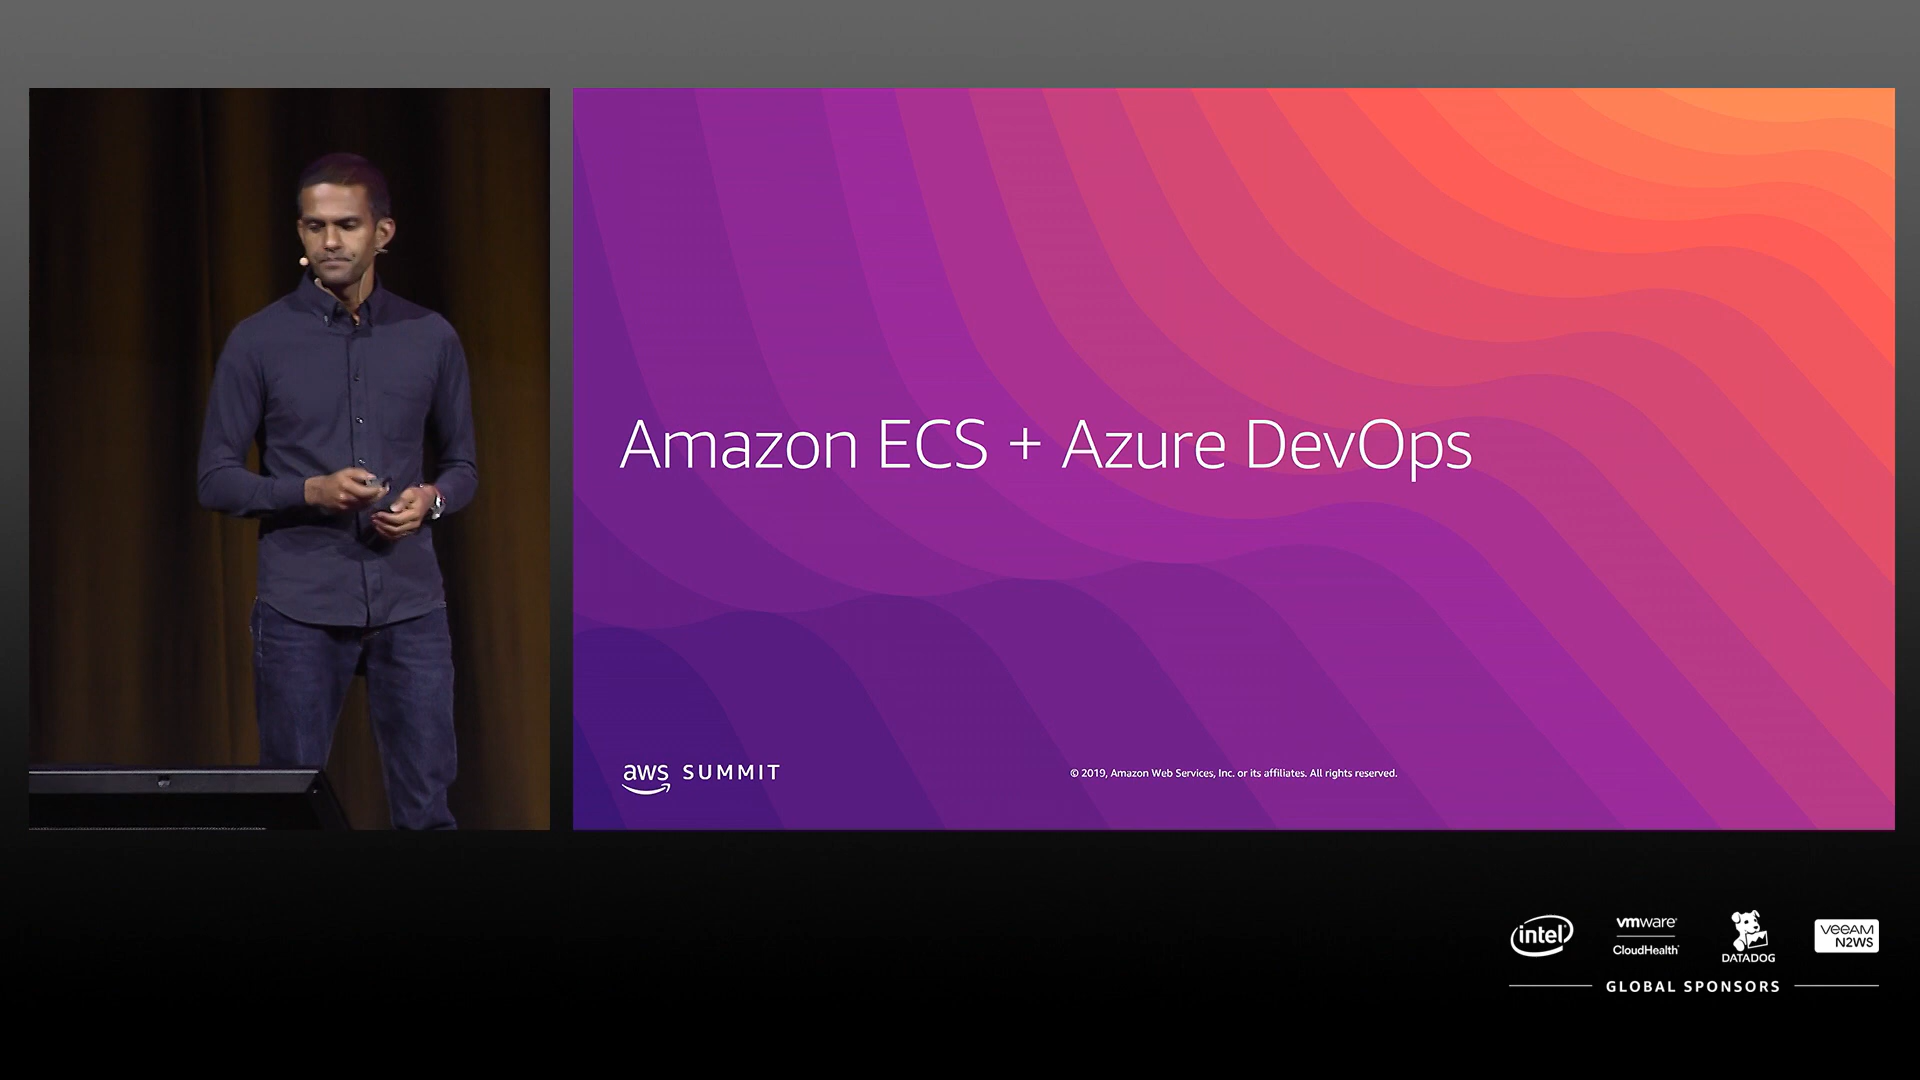 Amazon ECS + Azure DevOps
aws SUMMIT
© 2019, Amazon Web Services, Inc. or its affiliates. All rights reserved.
intel
vmware
CloudHealth
DATADOG
VEEAM
N2WS
GLOBAL SPONSORS